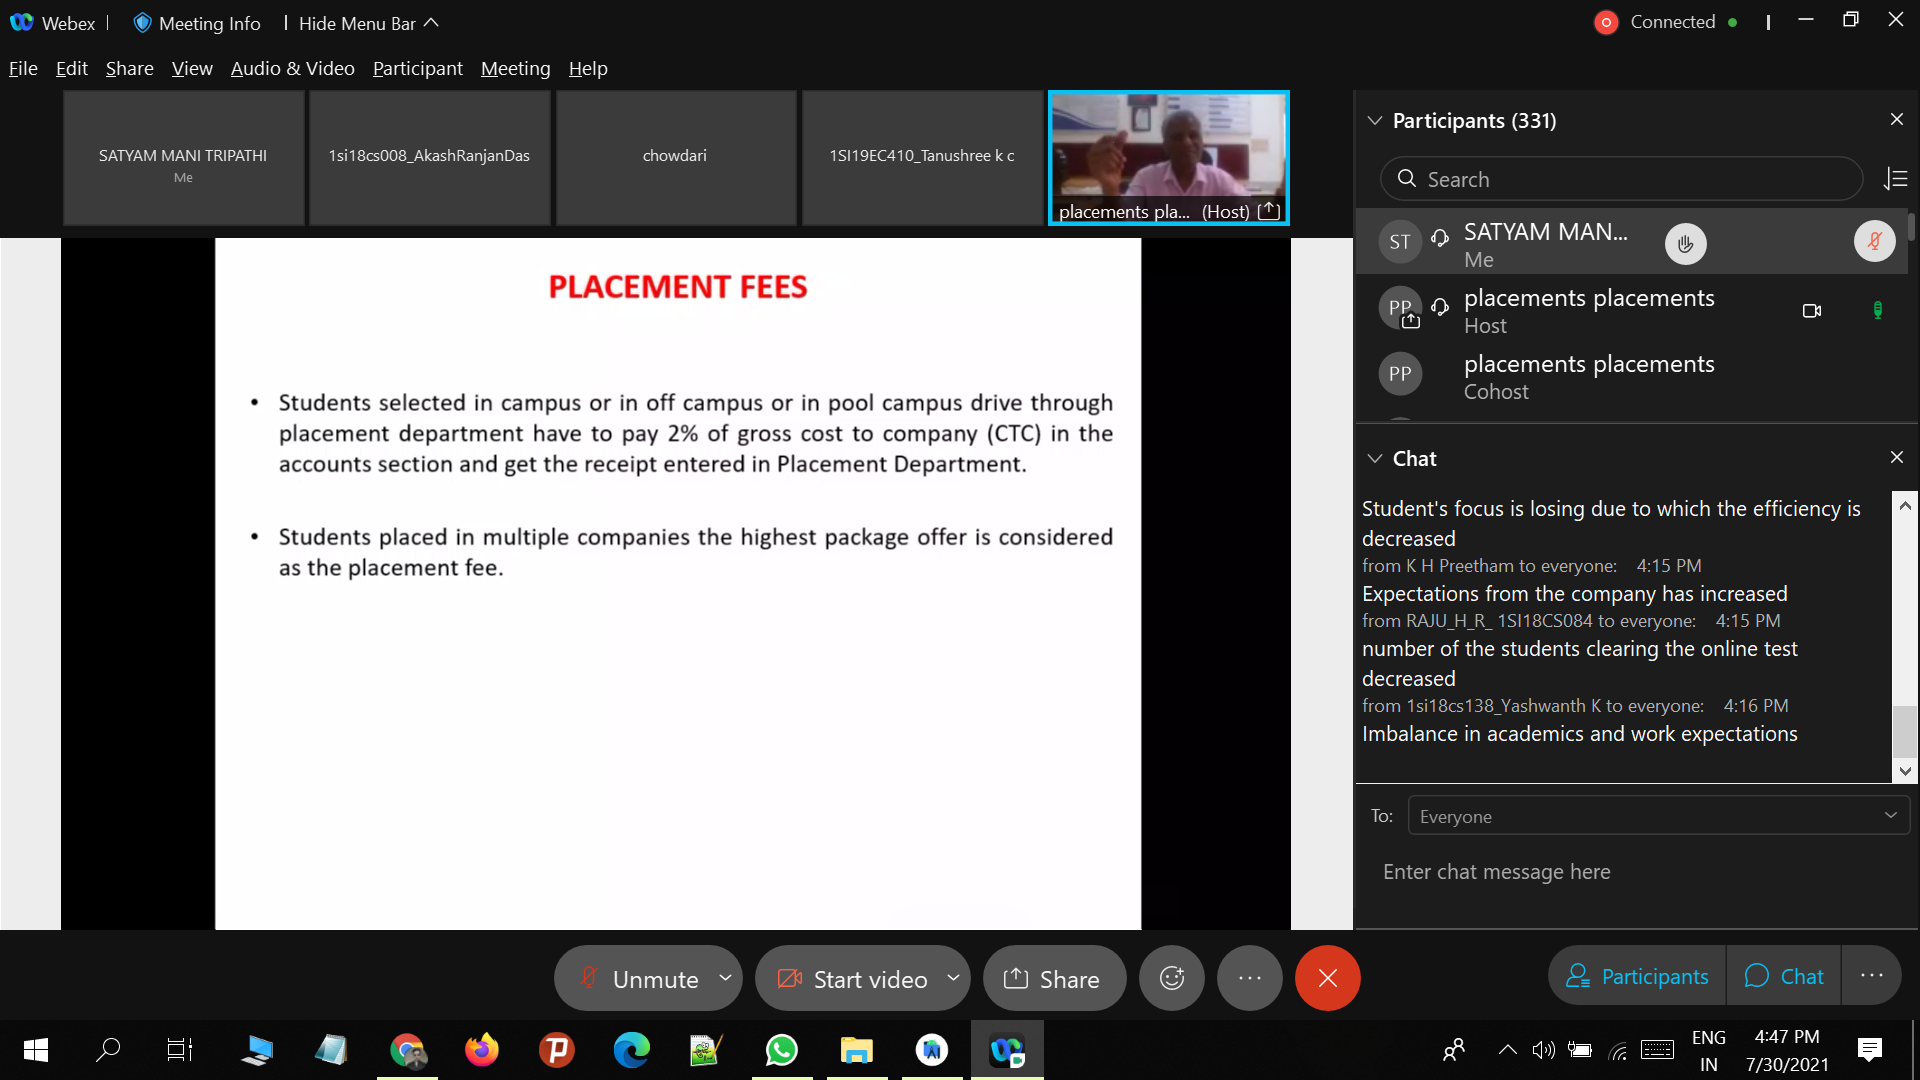 Webex
Meeting Info
Hide Menu Bar
Connected
File Edit Share View Audio & Video Participant Meeting Help
SATYAM MANI TRIPATHI
Me
1si18cs008_AkashRanjanDas
chowdari
1SI19EC410_Tanushree k c
placements pla... (Host)
PLACEMENT FEES
• Students selected in campus or in off campus or in pool campus drive through
placement department have to pay 2% of gross cost to company (CTC) in the
accounts section and get the receipt entered in Placement Department.
• Students placed in multiple companies the highest package offer is considered
as the placement fee.
Participants (331)
Search
ST
SATYAM MAN...
Me
PP
placements placements
Host
PP
placements placements
Cohost
Chat
Student's focus is losing due to which the efficiency is
decreased
from K H Preetham to everyone: 4:15 PM
Expectations from the company has increased
from RAJU_H_R_ 1SI18CS084 to everyone: 4:15 PM
number of the students clearing the online test
decreased
from 1si18cs138_Yashwanth K to everyone: 4:16 PM
Imbalance in academics and work expectations
To: Everyone
Enter chat message here
Unmute
Start video
Share
Participants
Chat
ENG
IN
4:47 PM
7/30/2021